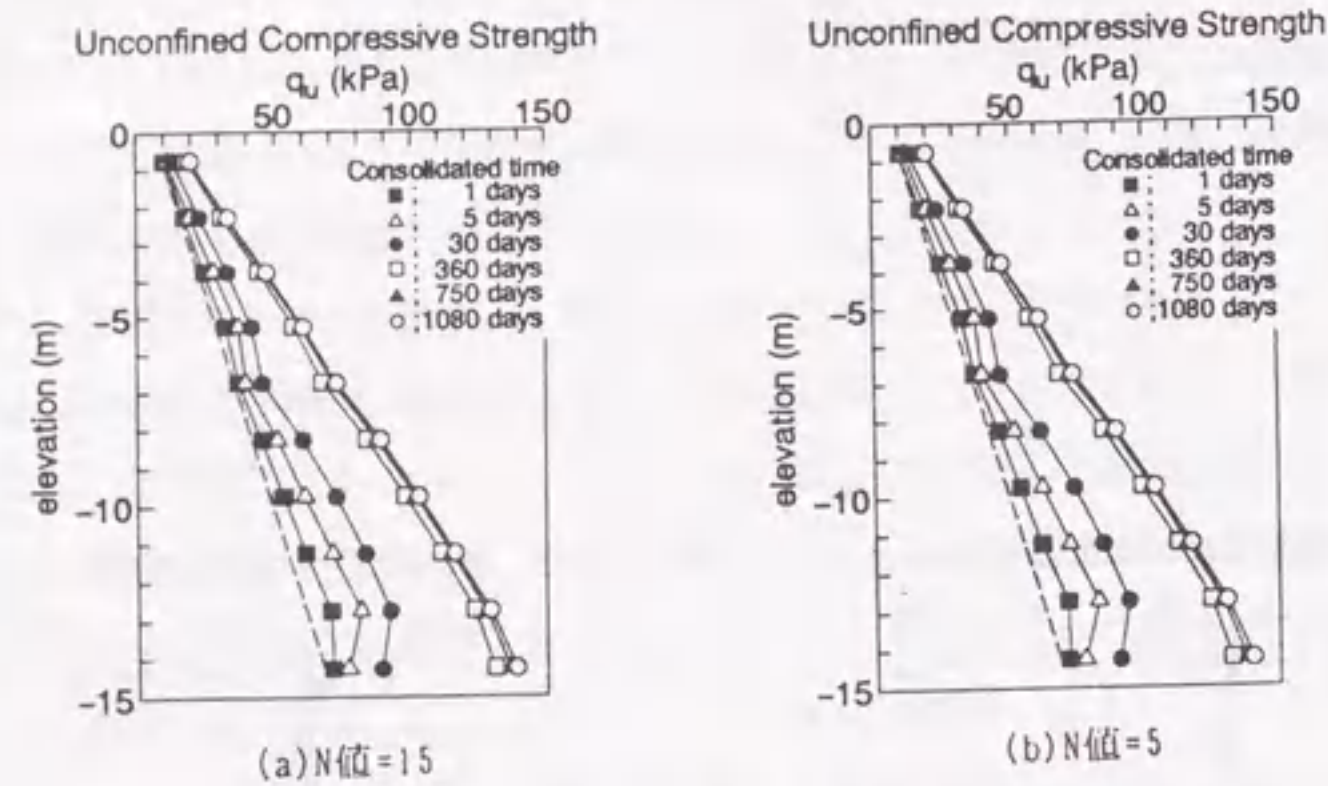 Unconfined Compressive Strength
qu (kPa)
50 100 150
0
Consolidated time
■ : 1 days
△ : 5 days
● : 30 days
□ : 360 days
▲ : 750 days
○ : 1080 days
-5
-10
-15
elevation (m)
(a) N値 = 15
Unconfined Compressive Strength
qu (kPa)
50 100 150
0
Consolidated time
■ : 1 days
△ : 5 days
● : 30 days
□ : 360 days
▲ : 750 days
○ : 1080 days
-5
-10
-15
elevation (m)
(b) N値 = 5